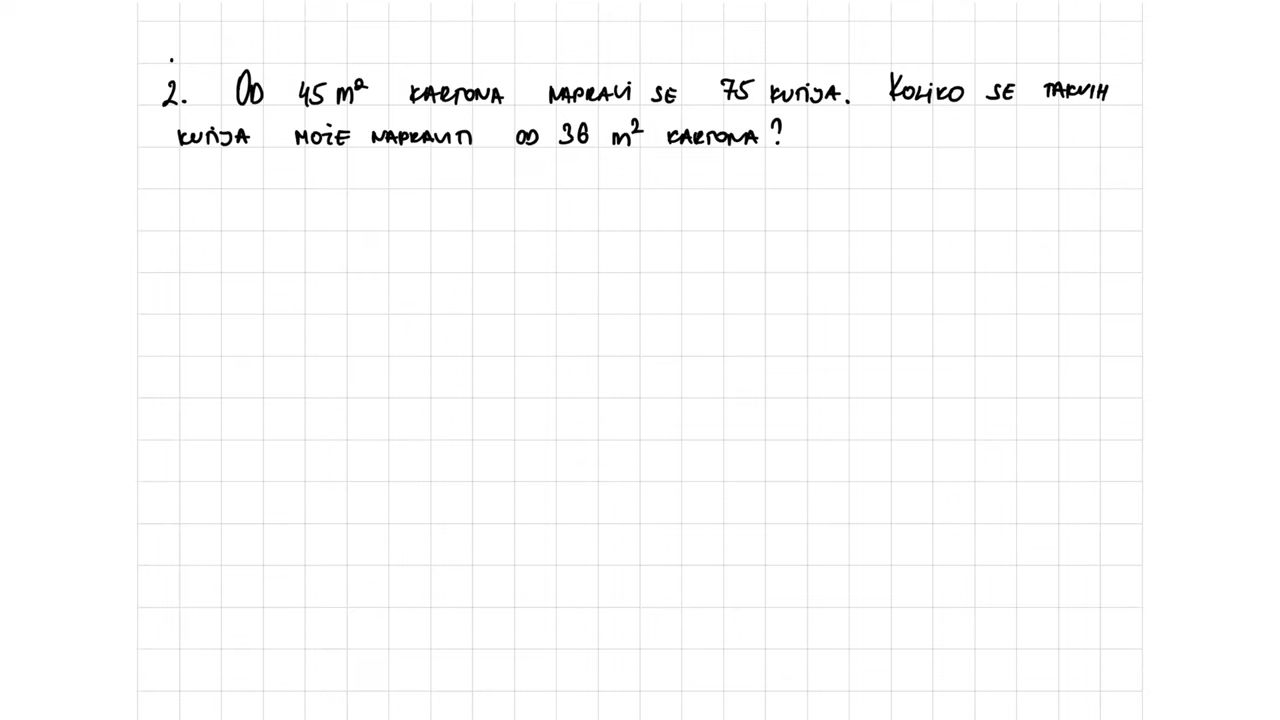 2. OD 45 m² KARTONA NAPRAVI SE 75 KUTIJA. KOLIKO SE TAKVIH
KUTIJA MOŽE NAPRAVITI OD 36 m² KARTONA?